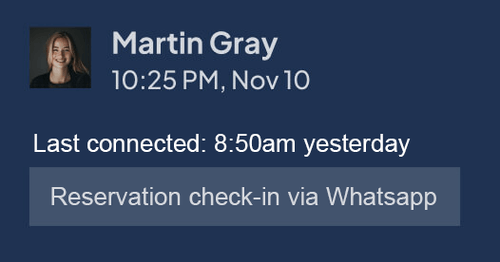 Martin Gray
10:25 PM, Nov 10
Last connected: 8:50am yesterday
Reservation check-in via Whatsapp